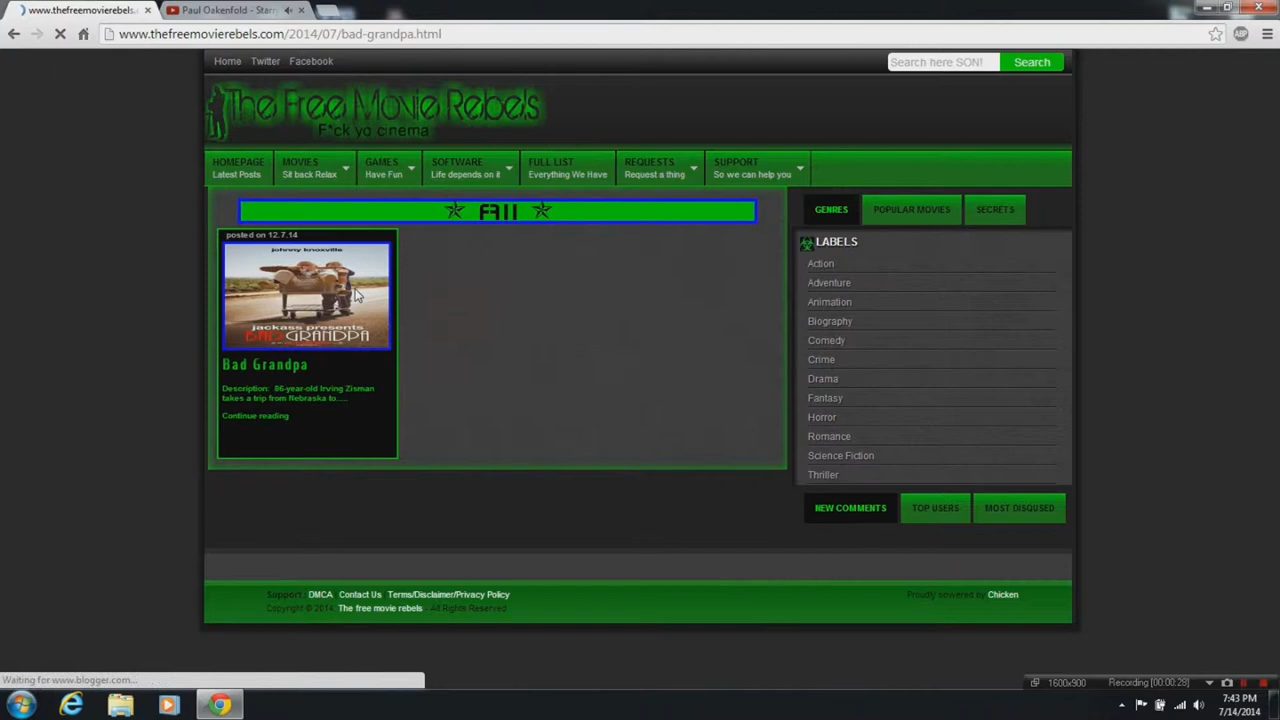 www.thefreemovierebels.
Paul Oakenfold - Starry
www.thefreemovierebels.com/2014/07/bad-grandpa.html
ABP
Home Twitter Facebook
Search here SON! Search
The Free Movie Rebels
F*ck yo cinema
HOMEPAGE
Latest Posts
MOVIES
Sit back Relax
GAMES
Have Fun
SOFTWARE
Life depends on it
FULL LIST
Everything We Have
REQUESTS
Request a thing
SUPPORT
So we can help you
All
GENRES POPULAR MOVIES SECRETS
posted on 12.7.14
johnny knoxville
jackass presents
BAD GRANDPA
Bad Grandpa
Description: 86-year-old Irving Zisman
takes a trip from Nebraska to.....
Continue reading
LABELS
Action
Adventure
Animation
Biography
Comedy
Crime
Drama
Fantasy
Horror
Romance
Science Fiction
Thriller
NEW COMMENTS TOP USERS MOST DISQUSED
Support : DMCA Contact Us Terms/Disclaimer/Privacy Policy
Copyright © 2014. The free movie rebels - All Rights Reserved
Proudly powered by Chicken
Waiting for www.blogger.com...
1600x900 Recording [00:00:28]
7:43 PM
7/14/2014